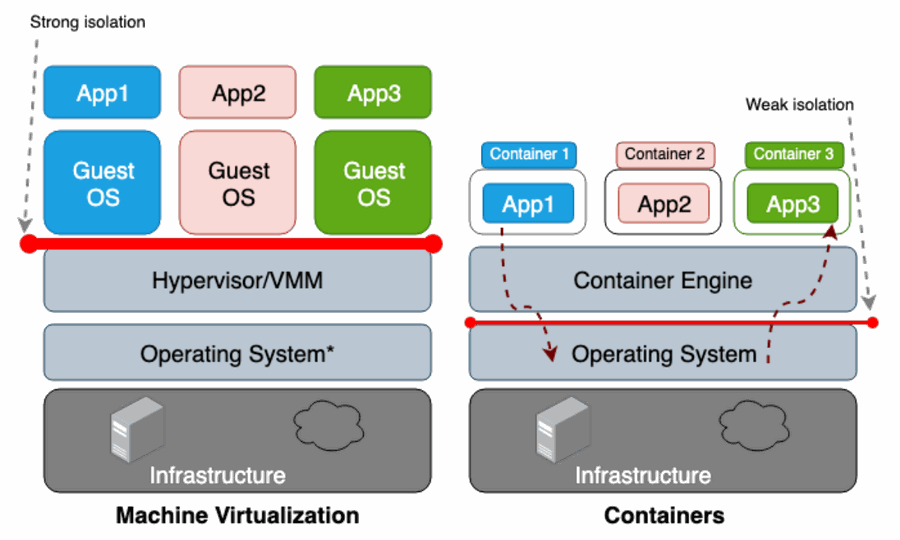 Strong isolation
App1
App2
App3
Guest
OS
Guest
OS
Guest
OS
Hypervisor/VMM
Operating System*
Infrastructure
Machine Virtualization
Weak isolation
Container 1
Container 2
Container 3
App1
App2
App3
Container Engine
Operating System
Infrastructure
Containers